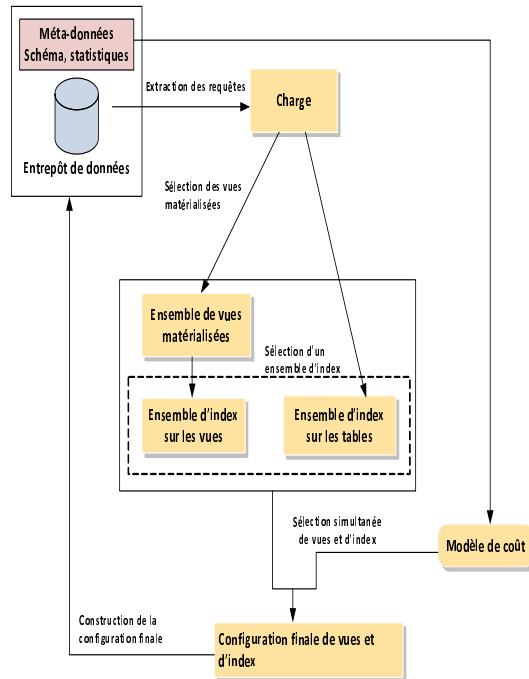 Méta-données
Schéma, statistiques
Entrepôt de données
Extraction des requêtes
Charge
Sélection des vues
matérialisées
Ensemble de vues
matérialisées
Sélection d'un
ensemble d'index
Ensemble d'index
sur les vues
Ensemble d'index
sur les tables
Sélection simultanée
de vues et d'index
Modèle de coût
Construction de la
configuration finale
Configuration finale de vues et
d'index